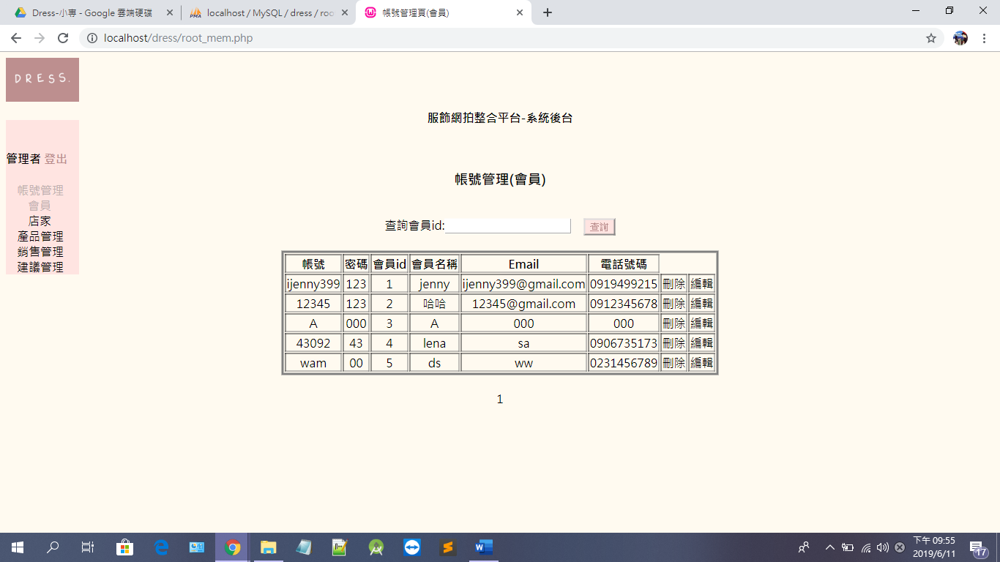 Dress-小專 - Google 雲端硬碟
localhost / MySQL / dress / roo
帳號管理頁(會員)
localhost/dress/root_mem.php
DRESS.
服飾網拍整合平台-系統後台
管理者 登出
帳號管理
會員
店家
產品管理
銷售管理
建議管理
帳號管理(會員)
查詢會員id: 查詢
帳號 密碼 會員id 會員名稱 Email 電話號碼
ijenny399 123 1 jenny ijenny399@gmail.com 0919499215 刪除 編輯
12345 123 2 哈哈 12345@gmail.com 0912345678 刪除 編輯
A 000 3 A 000 000 刪除 編輯
43092 43 4 lena sa 0906735173 刪除 編輯
wam 00 5 ds ww 0231456789 刪除 編輯
1
下午 09:55
2019/6/11
17